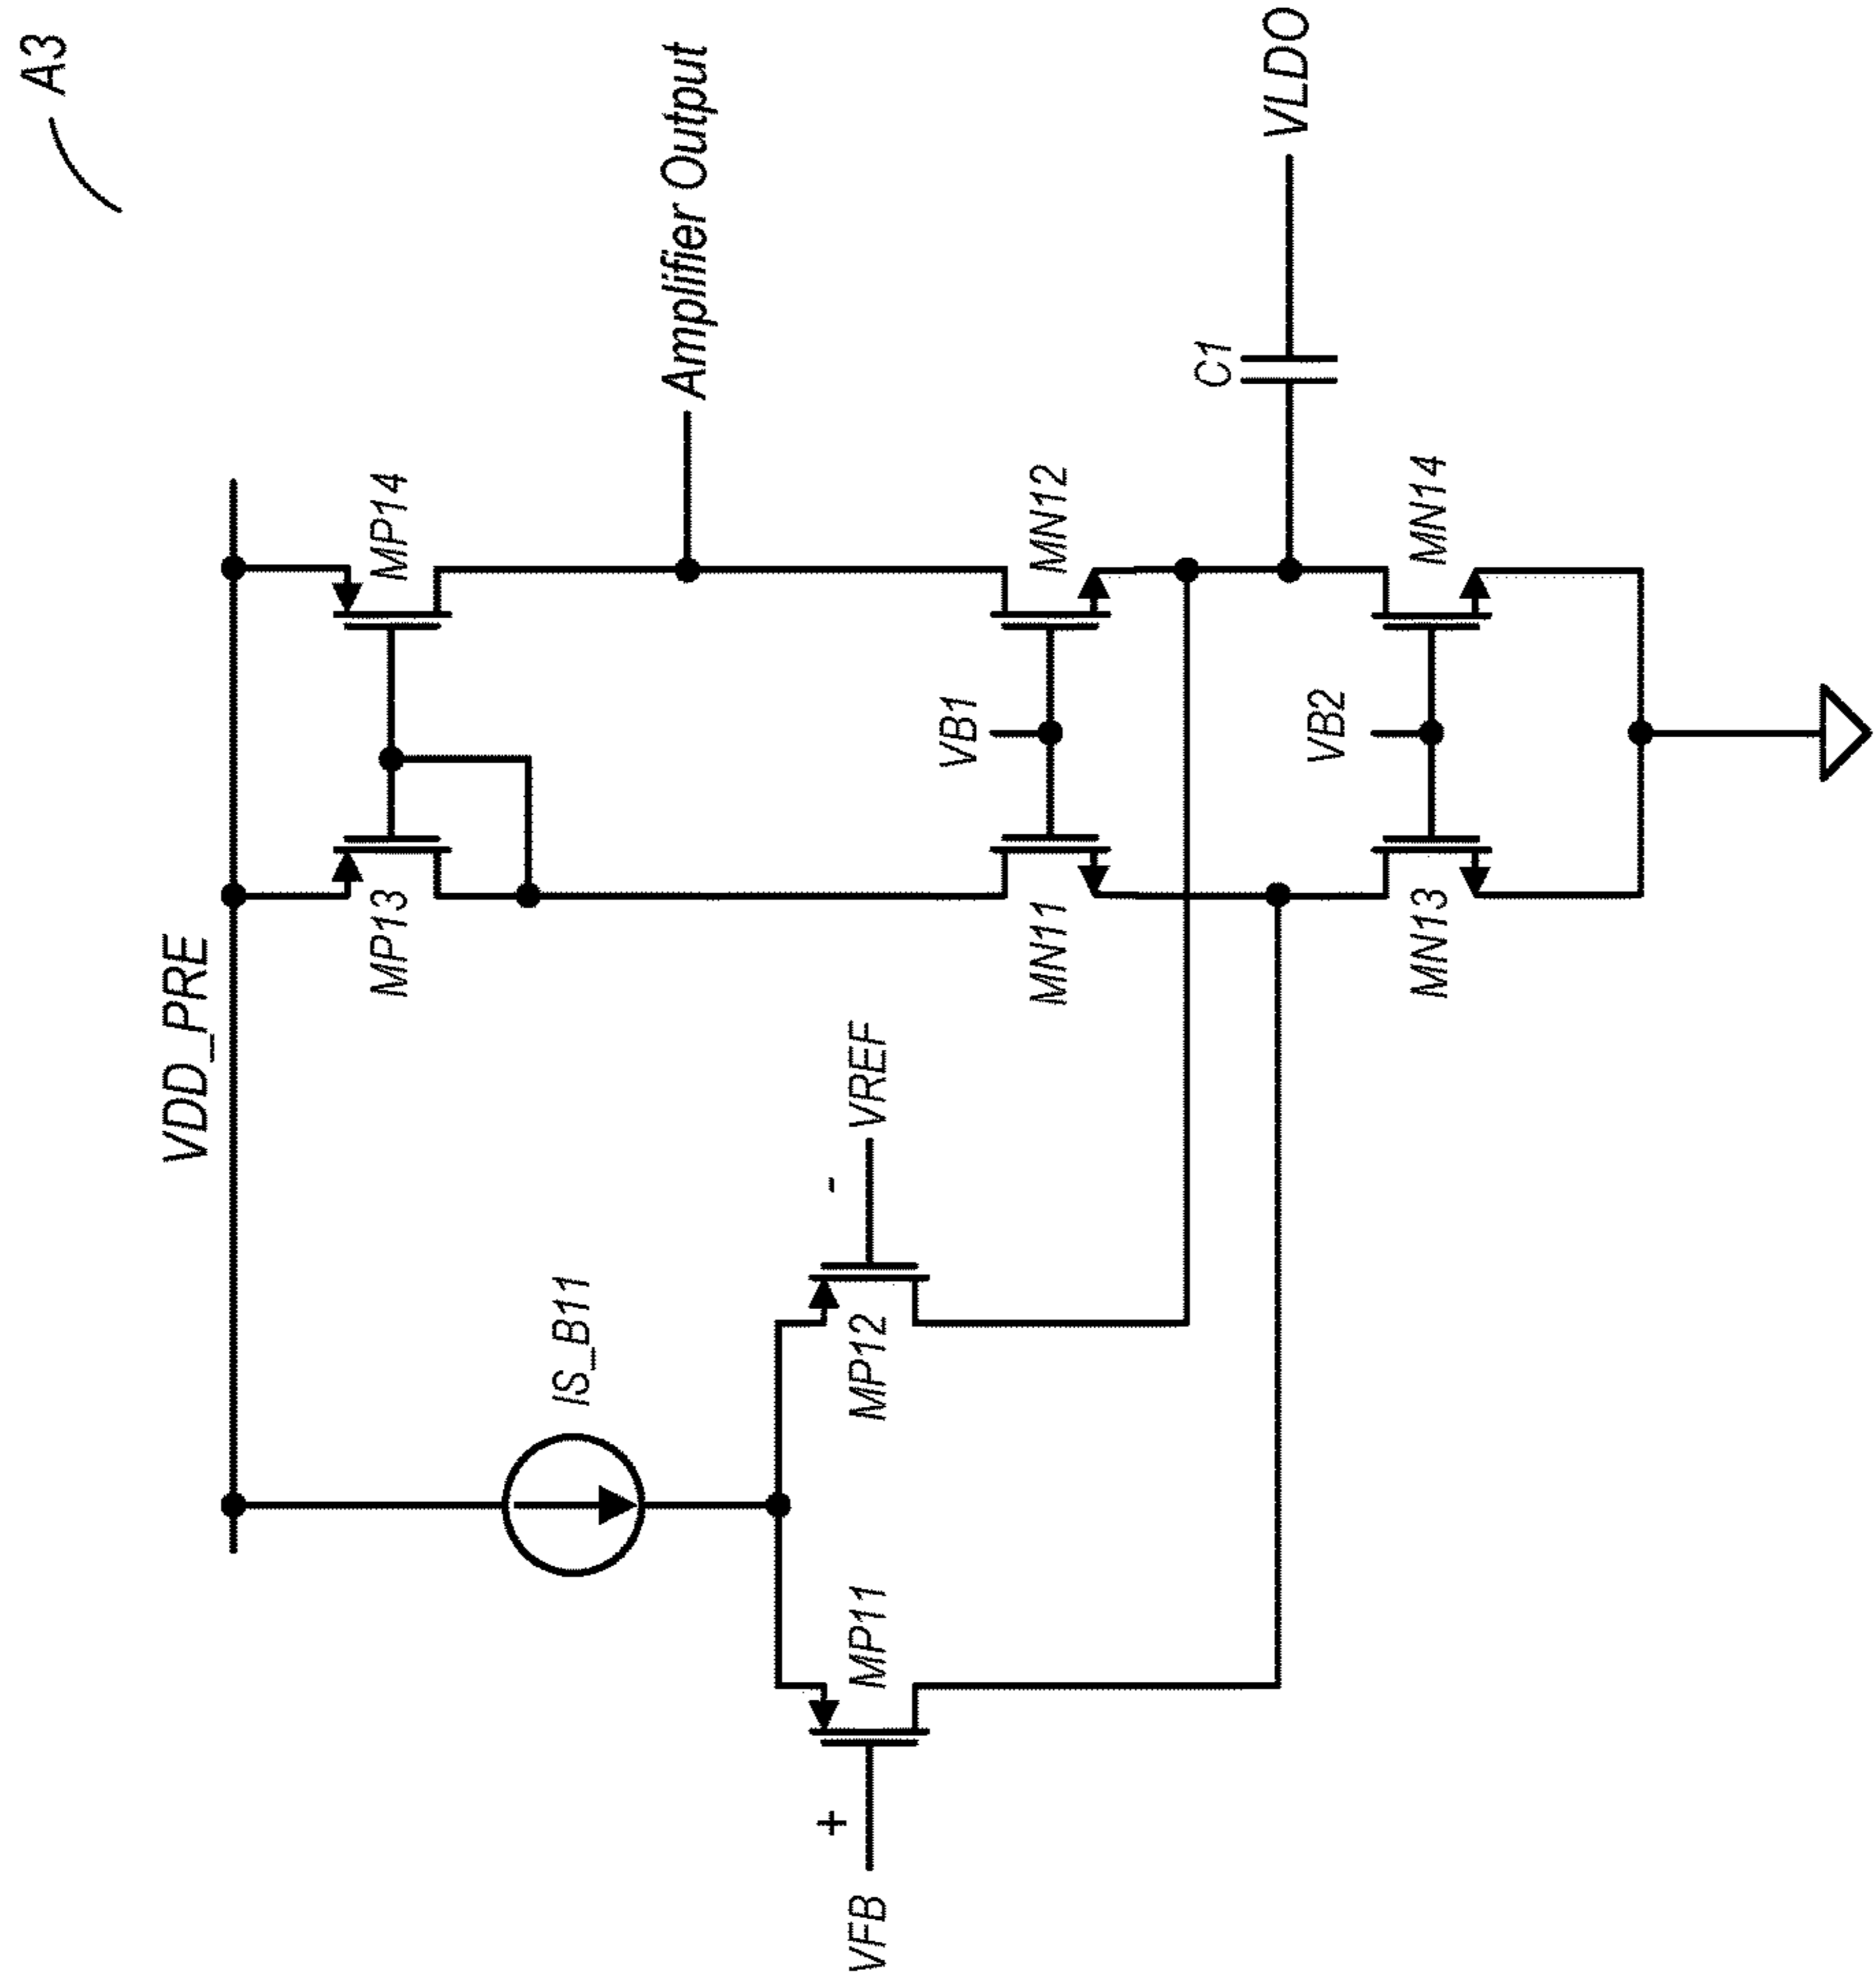 A3
VDD_PRE
MP13
MP14
IS_B11
Amplifier Output
+
VFB
MP11
MP12
-
VREF
VB1
MN11
MN12
C1
VLDO
VB2
MN13
MN14